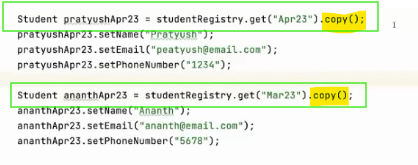 Student pratyushApr23 = studentRegistry.get("Apr23").copy();
pratyushApr23.setName("Pratyush");
pratyushApr23.setEmail("peatyush@email.com");
pratyushApr23.setPhoneNumber("1234");
Student ananthApr23 = studentRegistry.get("Mar23").copy();
ananthApr23.setName("Ananth");
ananthApr23.setEmail("ananth@email.com");
ananthApr23.setPhoneNumber("5678");